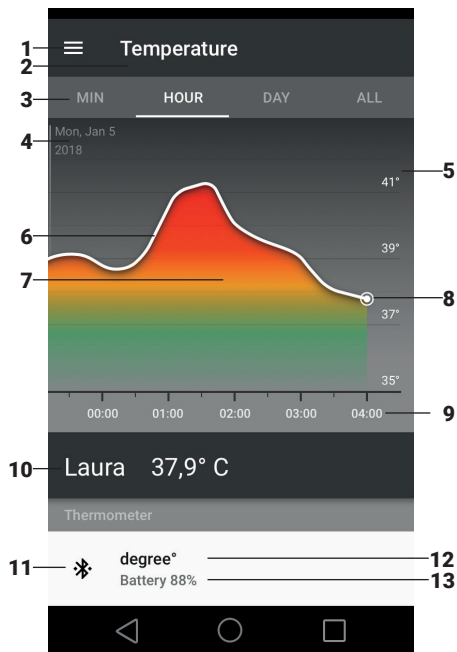 1
Temperature
2
3
MIN HOUR DAY ALL
4
Mon, Jan 5
2018
5
41°
6
39°
7
8
37°
35°
00:00 01:00 02:00 03:00 04:00
9
10
Laura 37,9° C
Thermometer
11
degree°
12
Battery 88%
13